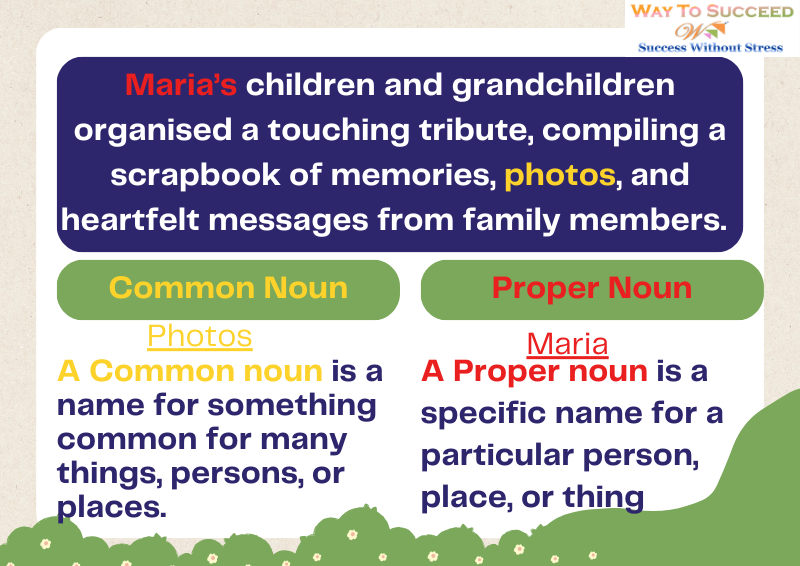 WAY TO SUCCEED
W
Success Without Stress
Maria's children and grandchildren
organised a touching tribute, compiling a
scrapbook of memories, photos, and
heartfelt messages from family members.
Common Noun
Photos
A Common noun is a
name for something
common for many
things, persons, or
places.
Proper Noun
Maria
A Proper noun is a
specific name for a
particular person,
place, or thing